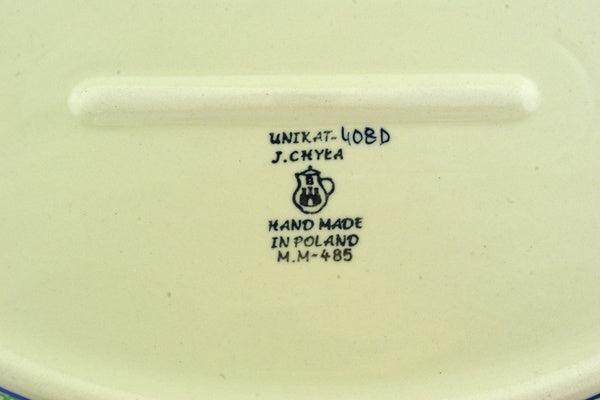 UNIKAT-408D
J.CHYŁA
B
HAND MADE
IN POLAND
M.M-485